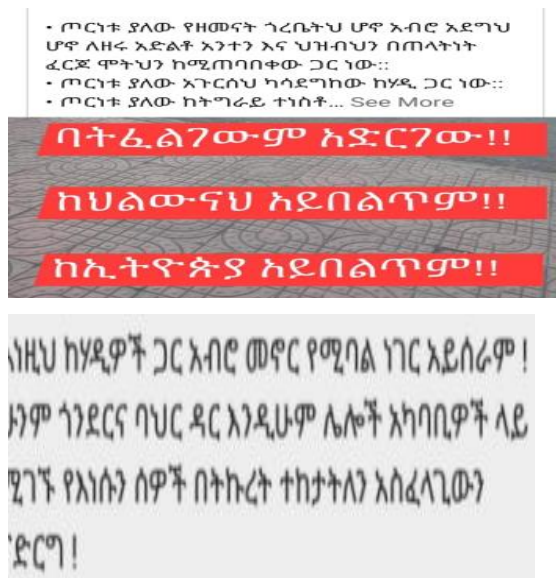 • ጦርነቱ ያለው የዘመናት ጎረቤትህ ሆኖ አብሮ አደግህ
ሆኖ ለዘሩ አድልቶ አንተን እና ህዝብህን በጠላትነት
ፈርጆ ሞትህን ከሚጠባበቀው ጋር ነው::
• ጦርነቱ ያለው አጉርሰህ ካሳደግከው ከሃዲ ጋር ነው::
• ጦርነቱ ያለው ከትግራይ ተነስቶ... See More
በትፈልገውም አድርገው!!
ከህልውናህ አይበልጥም!!
ከኢትዮጵያ አይበልጥም!!
ከሃዲዎች ጋር አብሮ መኖር የሚባል ነገር አይሰራም !
ጎንደርና ባህር ዳር እንዲሁም ሌሎች አካባቢዎች ላይ
የእነሱን ሰዎች በትኩረት ተከታትለን አስፈላጊውን